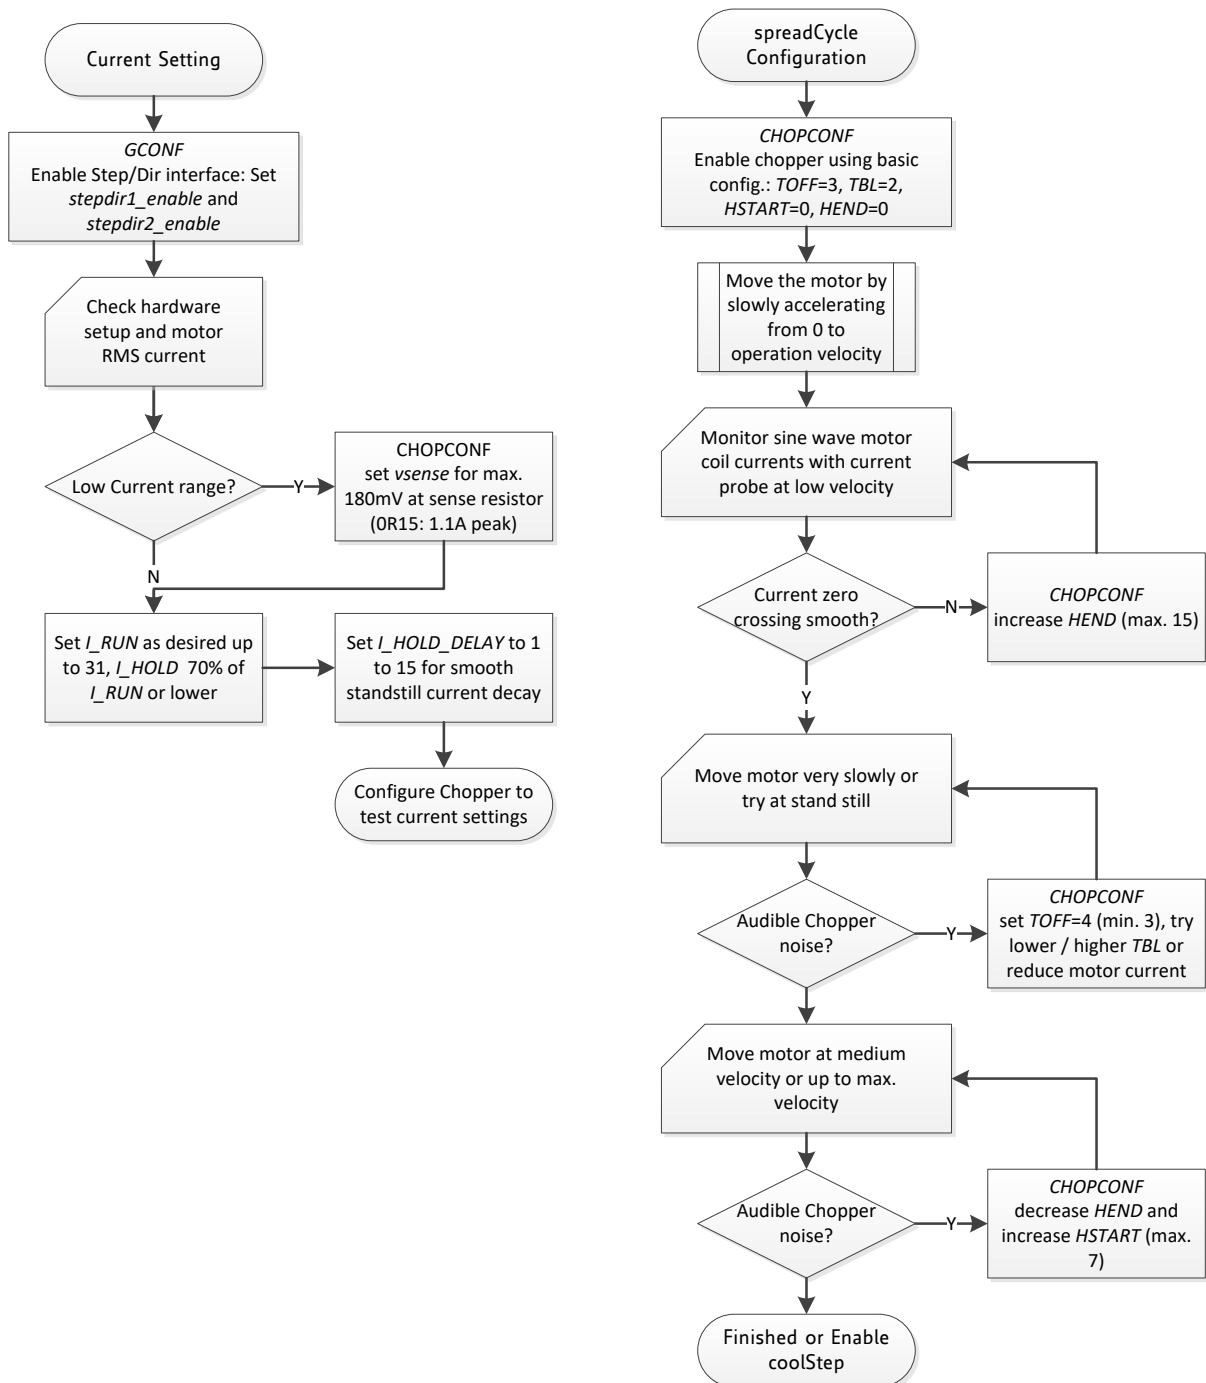 Current Setting
GCONF
Enable Step/Dir interface: Set
stepdir1_enable and
stepdir2_enable
Check hardware
setup and motor
RMS current
Low Current range?
Y
CHOPCONF
set vsense for max.
180mV at sense resistor
(0R15: 1.1A peak)
N
Set I_RUN as desired up
to 31, I_HOLD 70% of
I_RUN or lower
Set I_HOLD_DELAY to 1
to 15 for smooth
standstill current decay
Configure Chopper to
test current settings
spreadCycle
Configuration
CHOPCONF
Enable chopper using basic
config.: TOFF=3, TBL=2,
HSTART=0, HEND=0
Move the motor by
slowly accelerating
from 0 to
operation velocity
Monitor sine wave motor
coil currents with current
probe at low velocity
Current zero
crossing smooth?
N
CHOPCONF
increase HEND (max. 15)
Y
Move motor very slowly or
try at stand still
Audible Chopper
noise?
Y
CHOPCONF
set TOFF=4 (min. 3), try
lower / higher TBL or
reduce motor current
Move motor at medium
velocity or up to max.
velocity
Audible Chopper
noise?
Y
CHOPCONF
decrease HEND and
increase HSTART (max.
7)
Finished or Enable
coolStep